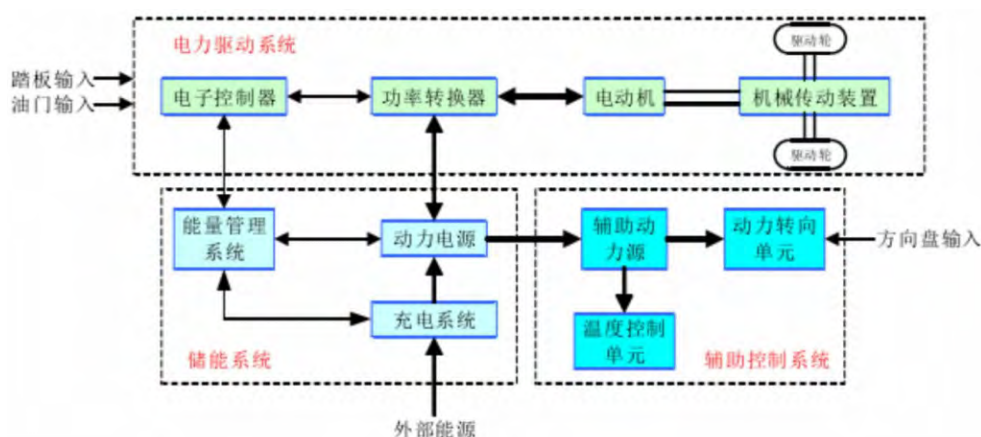 电力驱动系统
驱动轮
踏板输入
油门输入
电子控制器
功率转换器
电动机
机械传动装置
驱动轮
能量管理
系统
动力电源
辅助动
力源
动力转向
单元
方向盘输入
充电系统
温度控制
单元
储能系统
辅助控制系统
外部能源